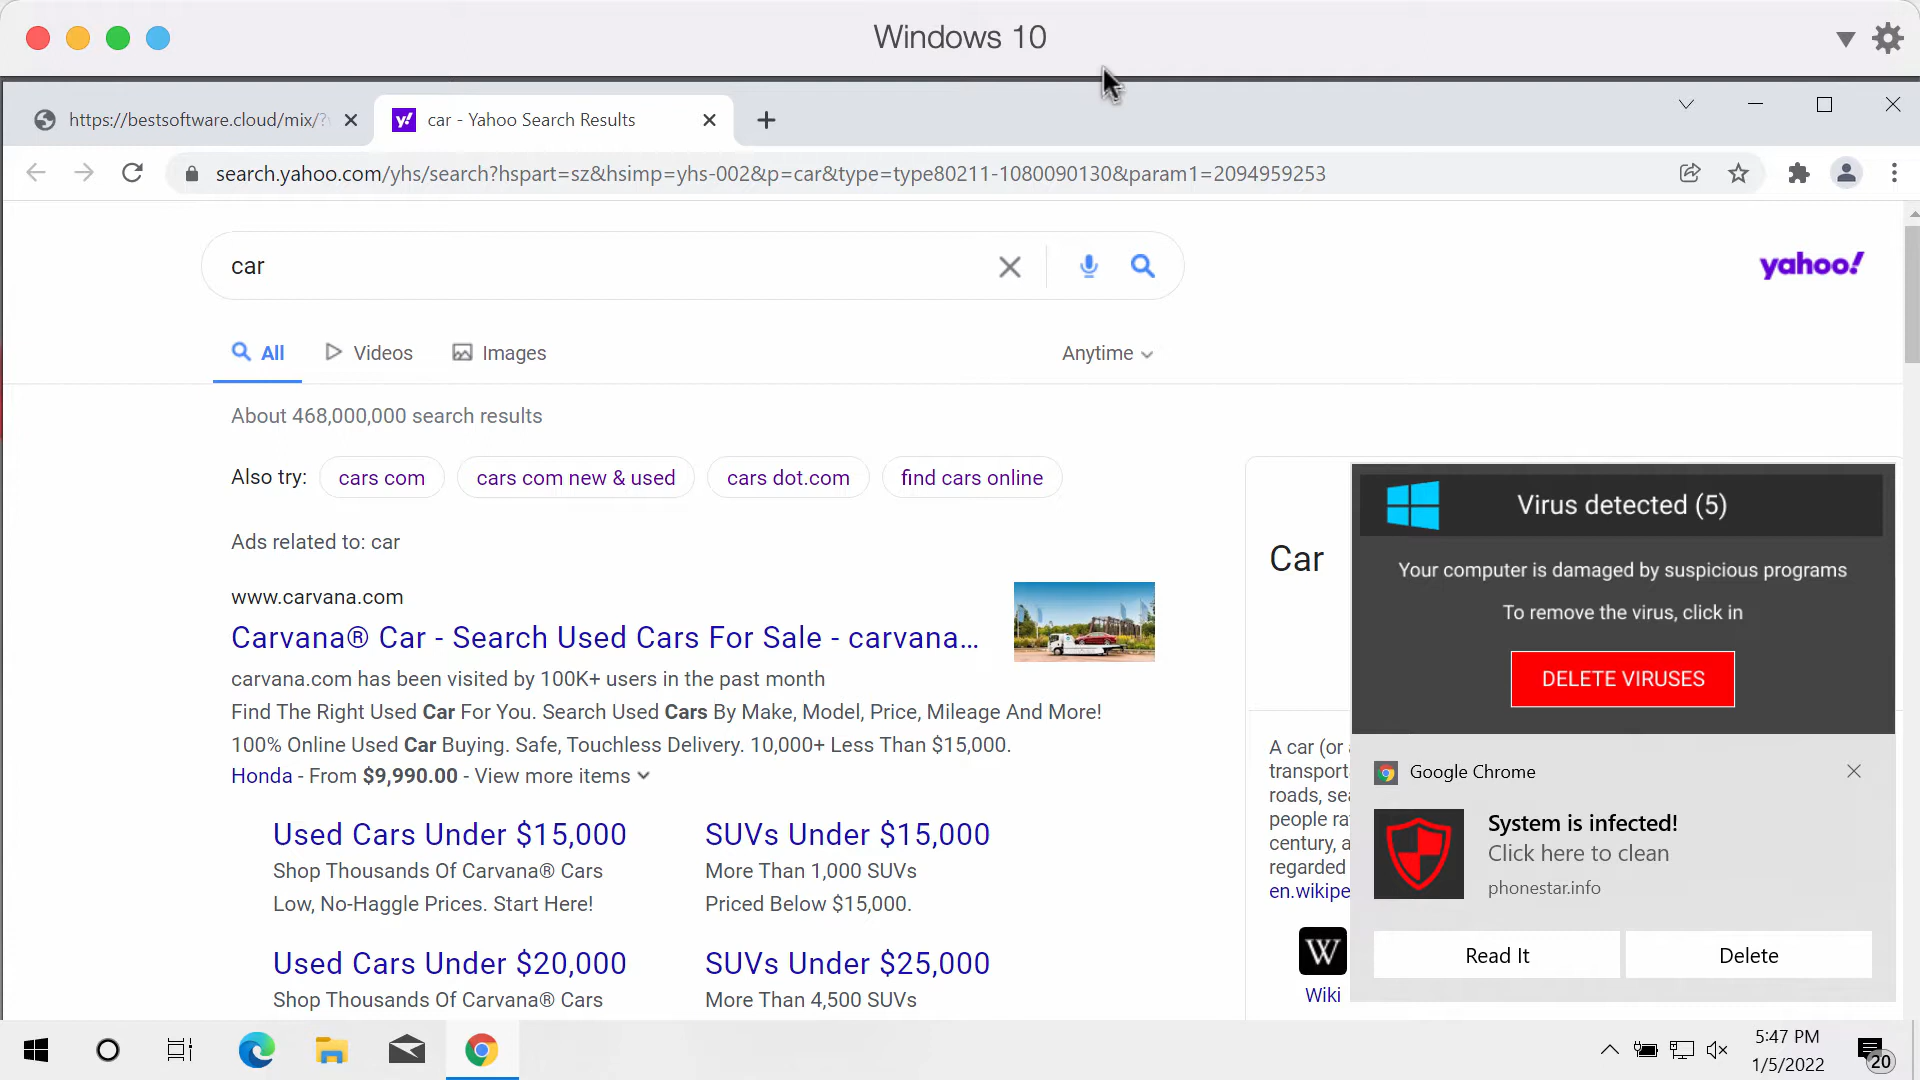 Windows 10
https://bestsoftware.cloud/mix/?
car - Yahoo Search Results
search.yahoo.com/yhs/search?hspart=sz&hsimp=yhs-002&p=car&type=type80211-1080090130&param1=2094959253
car
yahoo!
All
Videos
Images
Anytime
About 468,000,000 search results
Also try:
cars com
cars com new & used
cars dot.com
find cars online
Ads related to: car
www.carvana.com
Carvana® Car - Search Used Cars For Sale - carvana...
carvana.com has been visited by 100K+ users in the past month
Find The Right Used Car For You. Search Used Cars By Make, Model, Price, Mileage And More!
100% Online Used Car Buying. Safe, Touchless Delivery. 10,000+ Less Than $15,000.
Honda - From $9,990.00 - View more items
Used Cars Under $15,000
Shop Thousands Of Carvana® Cars
Low, No-Haggle Prices. Start Here!
SUVs Under $15,000
More Than 1,000 SUVs
Priced Below $15,000.
Used Cars Under $20,000
Shop Thousands Of Carvana® Cars
SUVs Under $25,000
More Than 4,500 SUVs
Car
A car (or
transport
roads, se
people ra
century, a
regarded
en.wikipe
W
Wiki
Virus detected (5)
Your computer is damaged by suspicious programs
To remove the virus, click in
DELETE VIRUSES
Google Chrome
System is infected!
Click here to clean
phonestar.info
Read It
Delete
5:47 PM
1/5/2022
20